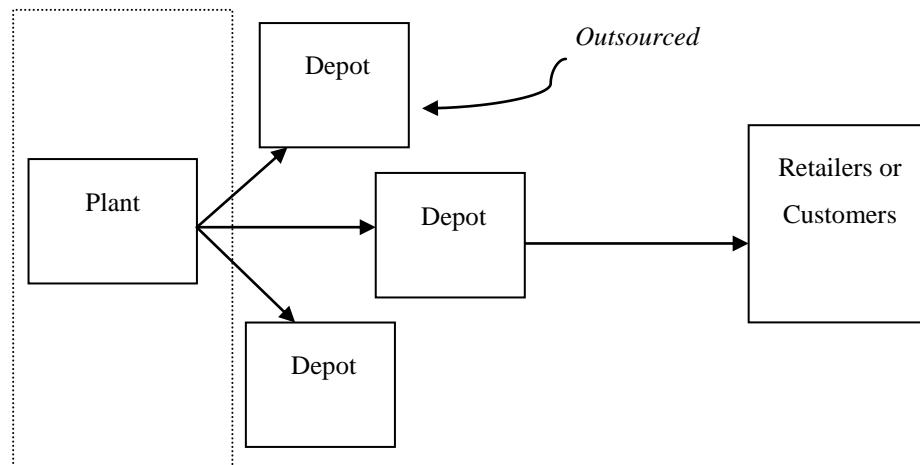 Depot
Outsourced
Plant
Depot
Retailers or
Customers
Depot